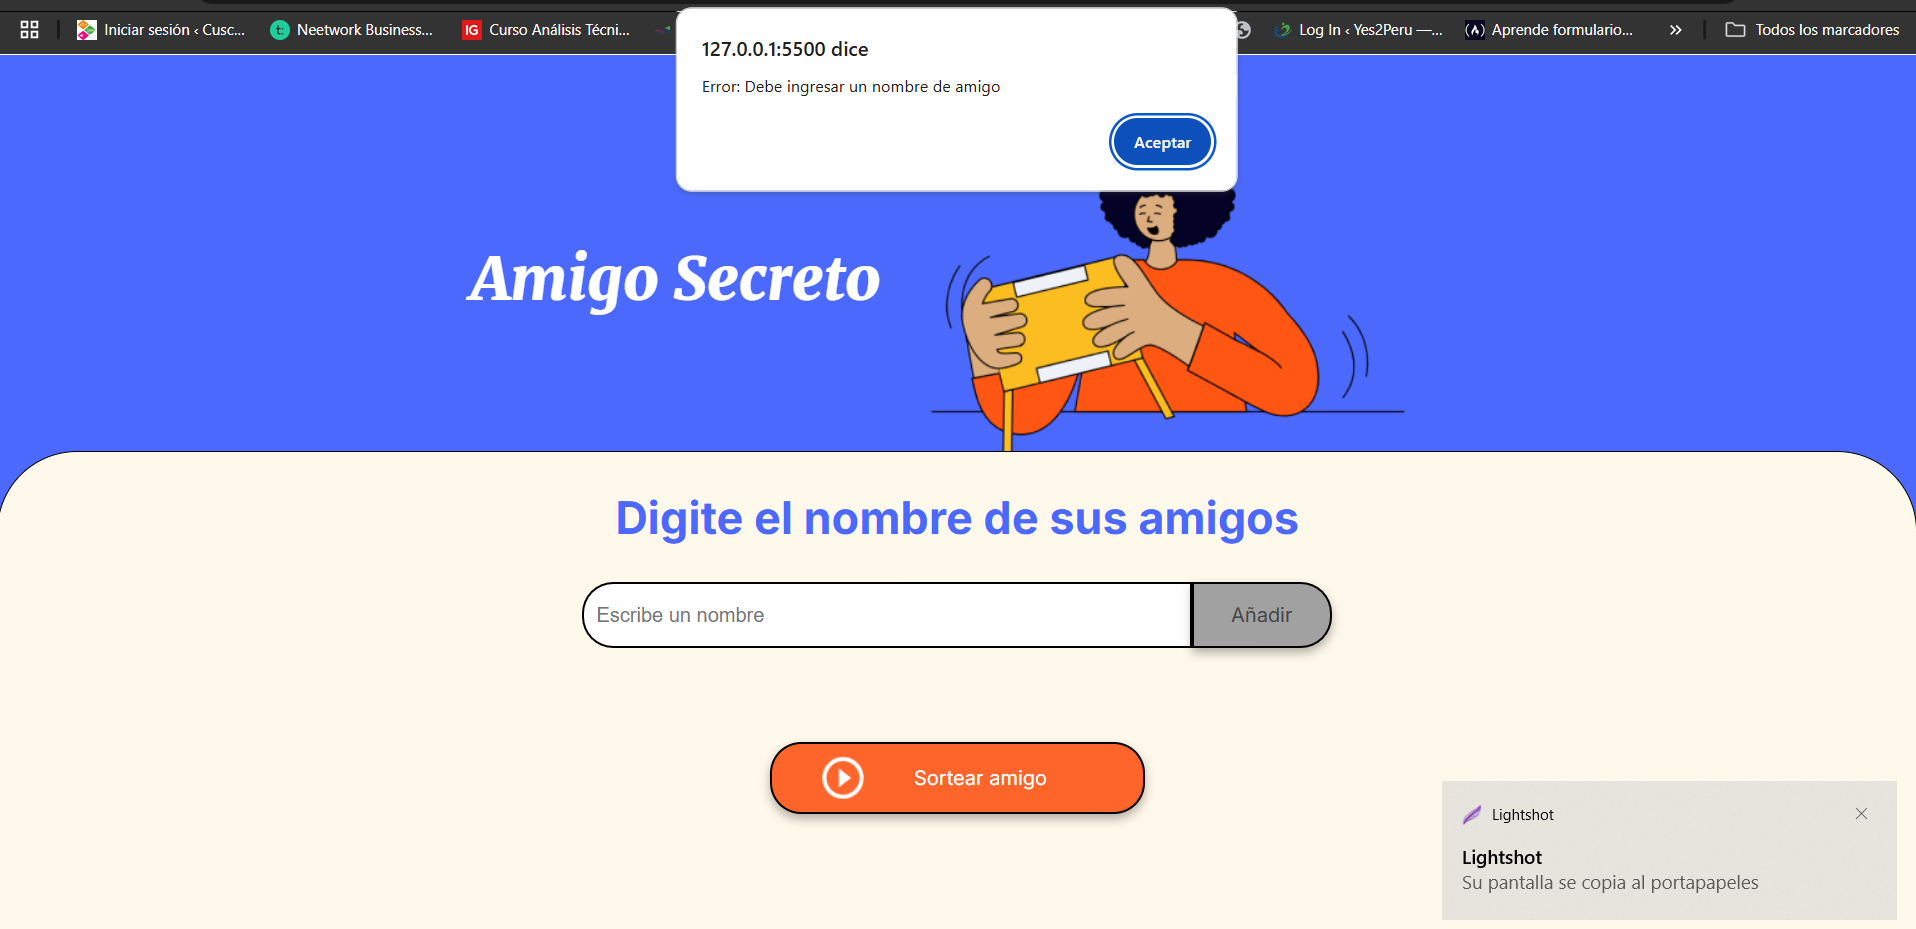 Iniciar sesión ‹ Cusc...
t:
Neetwork Business...
IG
Curso Análisis Técni...
Log In ‹ Yes2Peru —...
Aprende formulario...
»
Todos los marcadores
127.0.0.1:5500 dice
Error: Debe ingresar un nombre de amigo
Aceptar
Amigo Secreto
Digite el nombre de sus amigos
Escribe un nombre
Añadir
Sortear amigo
Lightshot
Lightshot
Su pantalla se copia al portapapeles